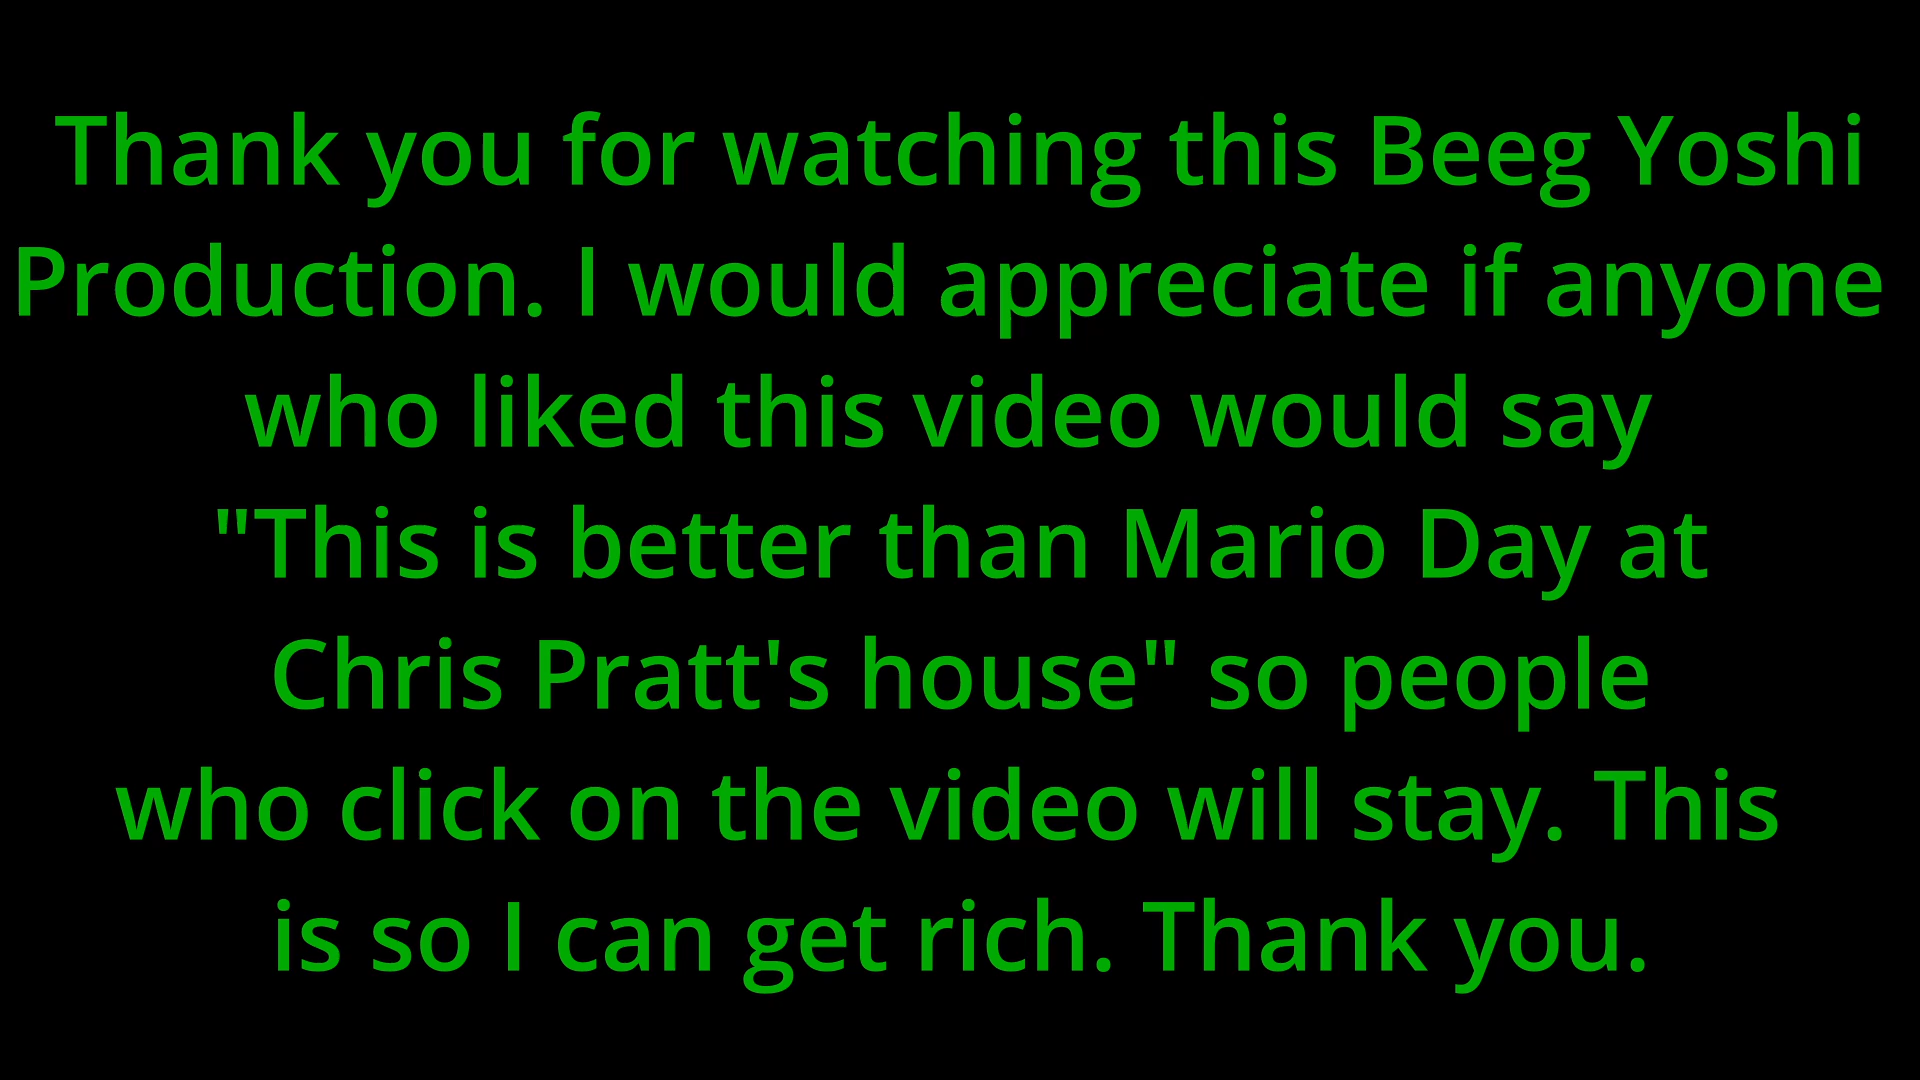 Thank you for watching this Beeg Yoshi
Production. I would appreciate if anyone
who liked this video would say
"This is better than Mario Day at
Chris Pratt's house" so people
who click on the video will stay. This
is so I can get rich. Thank you.